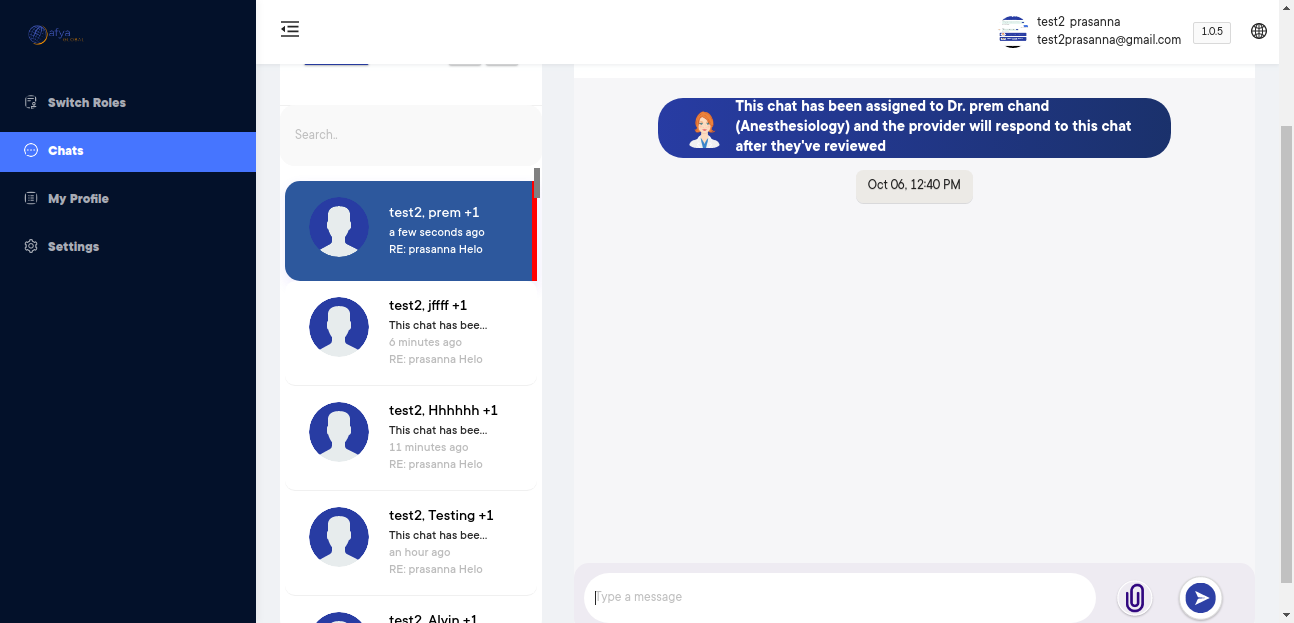 afya
Switch Roles
Chats
My Profile
Settings
test2 prasanna
test2prasanna@gmail.com
1.0.5
Search..
test2, prem +1
a few seconds ago
RE: prasanna Helo
test2, jffff +1
This chat has bee...
6 minutes ago
RE: prasanna Helo
test2, Hhhhhh +1
This chat has bee...
11 minutes ago
RE: prasanna Helo
test2, Testing +1
This chat has bee...
an hour ago
RE: prasanna Helo
test2, Alvin +1
This chat has been assigned to Dr. prem chand
(Anesthesiology) and the provider will respond to this chat
after they've reviewed
Oct 06, 12:40 PM
Type a message